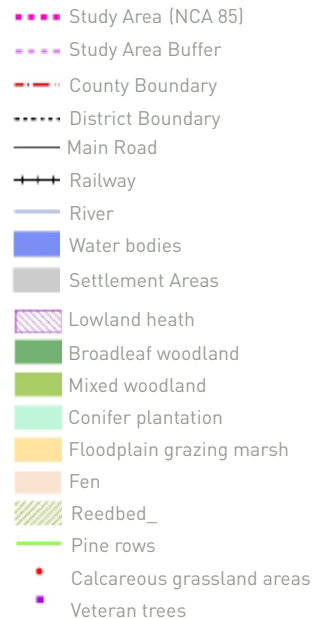 Study Area (NCA 85)
Study Area Buffer
County Boundary
District Boundary
Main Road
Railway
River
Water bodies
Settlement Areas
Lowland heath
Broadleaf woodland
Mixed woodland
Conifer plantation
Floodplain grazing marsh
Fen
Reedbed_
Pine rows
Calcareous grassland areas
Veteran trees